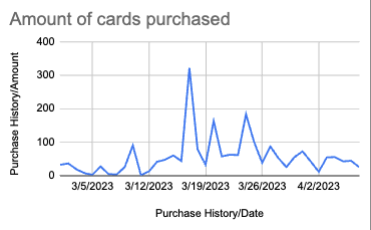 Amount of cards purchased
Purchase History/Amount
400
300
200
100
0
3/5/2023 3/12/2023 3/19/2023 3/26/2023 4/2/2023
Purchase History/Date